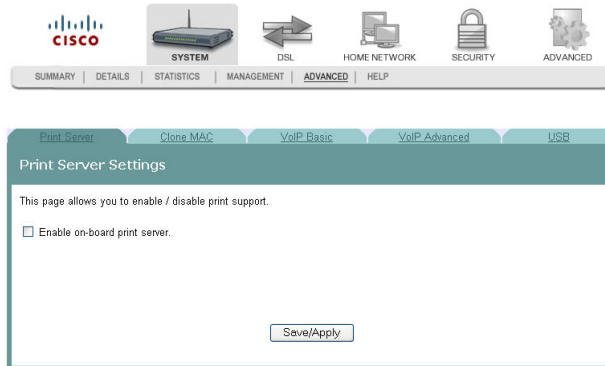 CISCO
SYSTEM DSL HOME NETWORK SECURITY ADVANCED
SUMMARY | DETAILS | STATISTICS | MANAGEMENT | ADVANCED | HELP
Print Server Clone MAC VoIP Basic VoIP Advanced USB
Print Server Settings
This page allows you to enable / disable print support.
Enable on-board print server.
Save/Apply